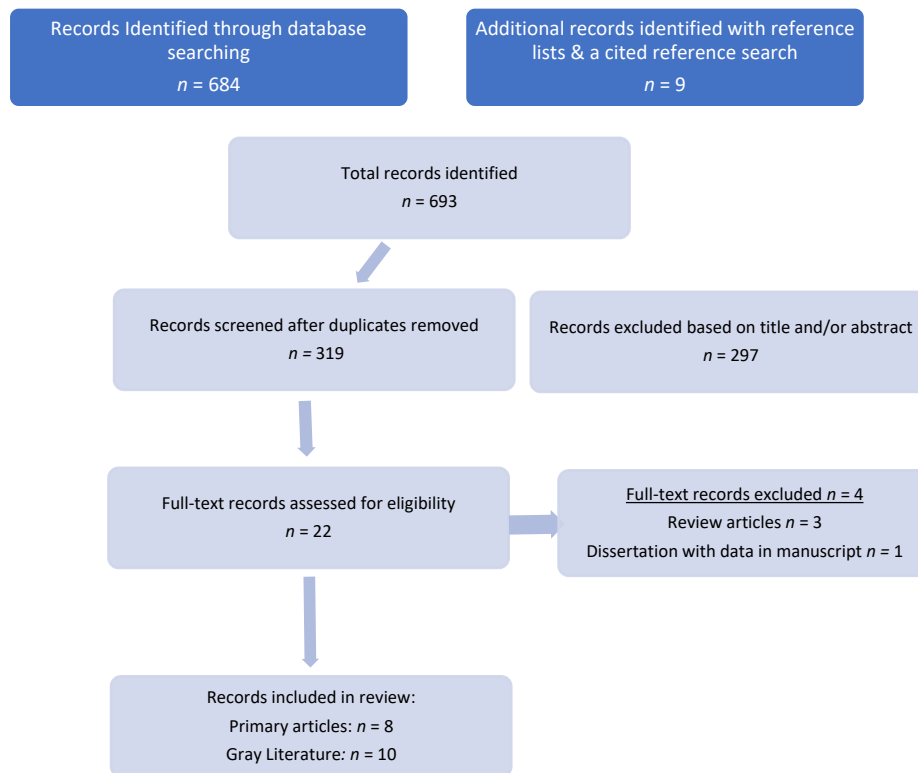 Records Identified through database
searching
n = 684
Additional records identified with reference
lists & a cited reference search
n = 9
Total records identified
n = 693
Records screened after duplicates removed
n = 319
Records excluded based on title and/or abstract
n = 297
Full-text records assessed for eligibility
n = 22
Full-text records excluded n = 4
Review articles n = 3
Dissertation with data in manuscript n = 1
Records included in review:
Primary articles: n = 8
Gray Literature: n = 10